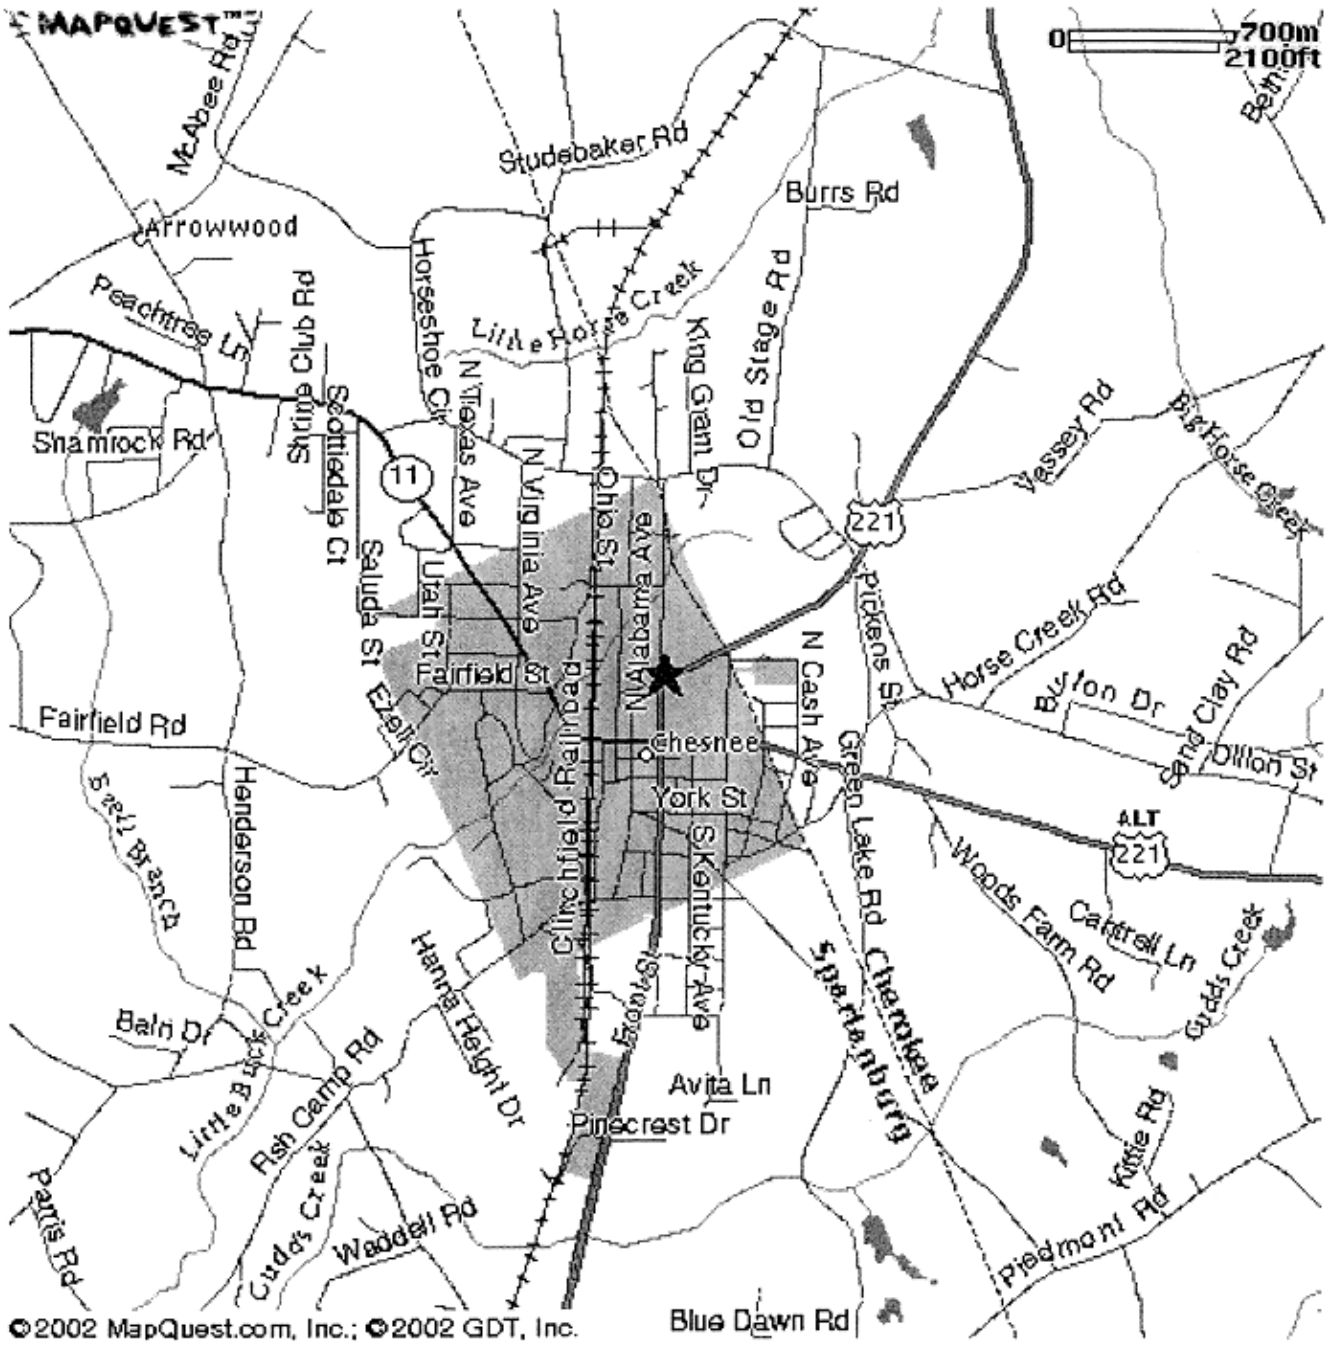 MAPQUEST™
0 700m
2100ft
McAbee Rd
Studebaker Rd
Burrs Rd
Arrowwood
Peachtree Ln
Shrine Club Rd
Horseshoe Cir
Little Horse Creek
King Grant Dr
Old Stage Rd
N Texas Ave
Scottiedale Ct
Shamrock Rd
11
N Virginia Ave
Ohio St
N Alabama Ave
221
Vessey Rd
Big Horse Creek
Saluda St
Utah St
Fairfield St
Ezell Cir
Fairfield Rd
Clinchfield Railroad
Chesnee
York St
N Cash Ave
Pickens St
Horse Creek Rd
Burton Dr
Sand Clay Rd
Dillon St
Green Lake Rd
ALT
221
Henderson Rd
Ezell Branch
S Kentucky Ave
Woods Farm Rd
Cantrell Ln
Cudds Creek
Hanna Height Dr
Front St
Spartanburg
Cherokee
Balri Dr
Little Buck Creek
Fish Camp Rd
Avita Ln
Pinecrest Dr
Kiffie Rd
Parris Rd
Cudds Creek
Waddell Rd
Piedmont Rd
Blue Dawn Rd
©2002 MapQuest.com, Inc.; ©2002 GDT, Inc.